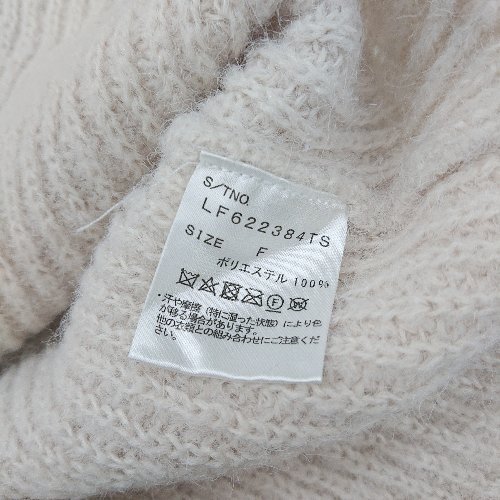 S/TNO.
LF622384TS
SIZE F
ポリエステル 100%
・汗や摩擦（特に湿った状態）により色
が移る場合があります。
他の衣類との組み合わせにご注意く
ださい。